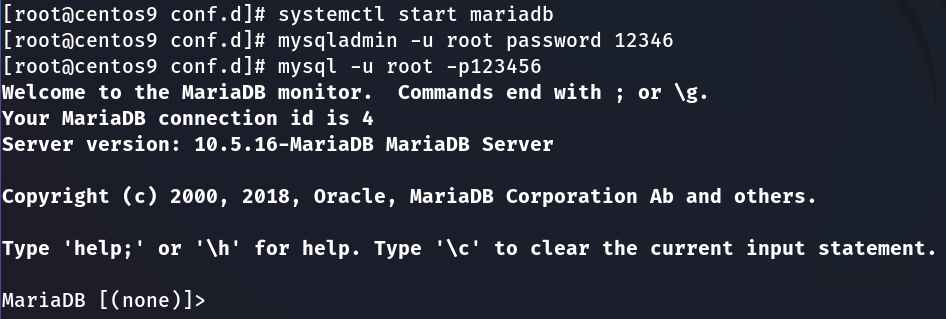 [root@centos9 conf.d]# systemctl start mariadb
[root@centos9 conf.d]# mysqladmin -u root password 12346
[root@centos9 conf.d]# mysql -u root -p123456
Welcome to the MariaDB monitor.  Commands end with ; or \g.
Your MariaDB connection id is 4
Server version: 10.5.16-MariaDB MariaDB Server

Copyright (c) 2000, 2018, Oracle, MariaDB Corporation Ab and others.

Type 'help;' or '\h' for help. Type '\c' to clear the current input statement.

MariaDB [(none)]>